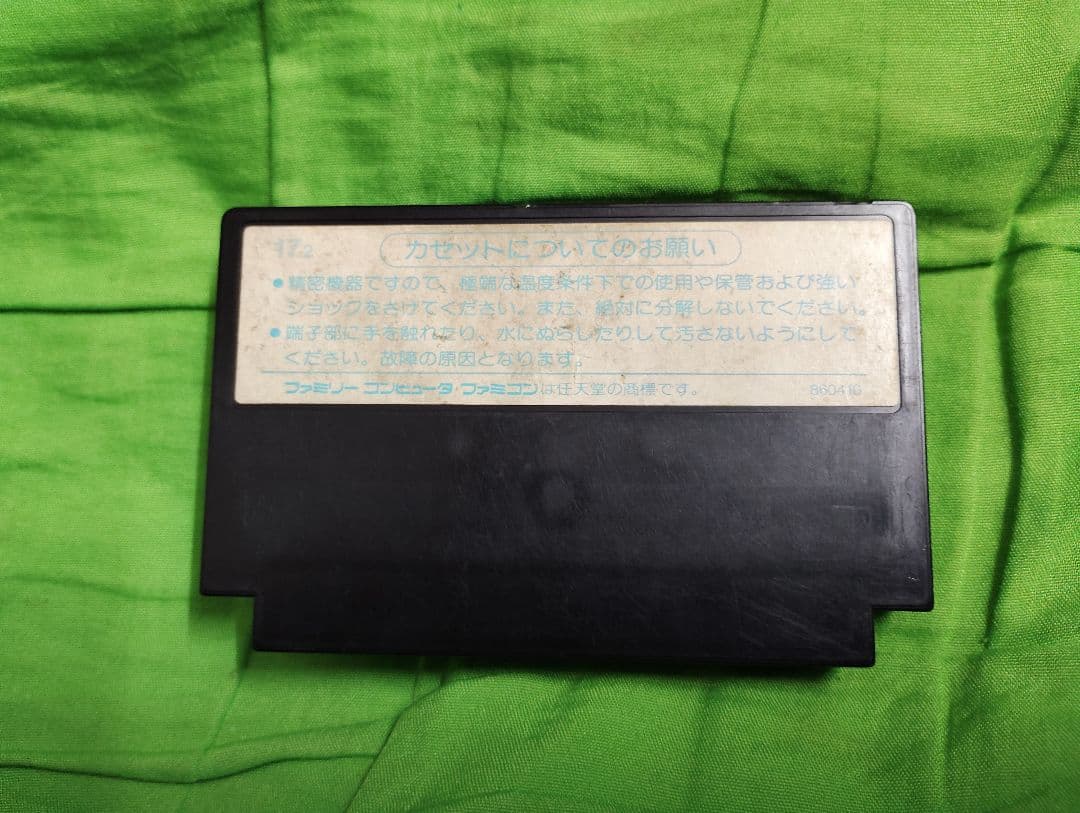 カセットについてのお願い
●精密機器ですので、極端な温度条件下での使用や保管および強い
ショックをさけてください。また、絶対に分解しないでください。
●端子部に手を触れたり、水にぬらしたりして汚さないようにして
ください。故障の原因となります。
ファミリー コンピュータ・ファミコンは任天堂の商標です。 860410